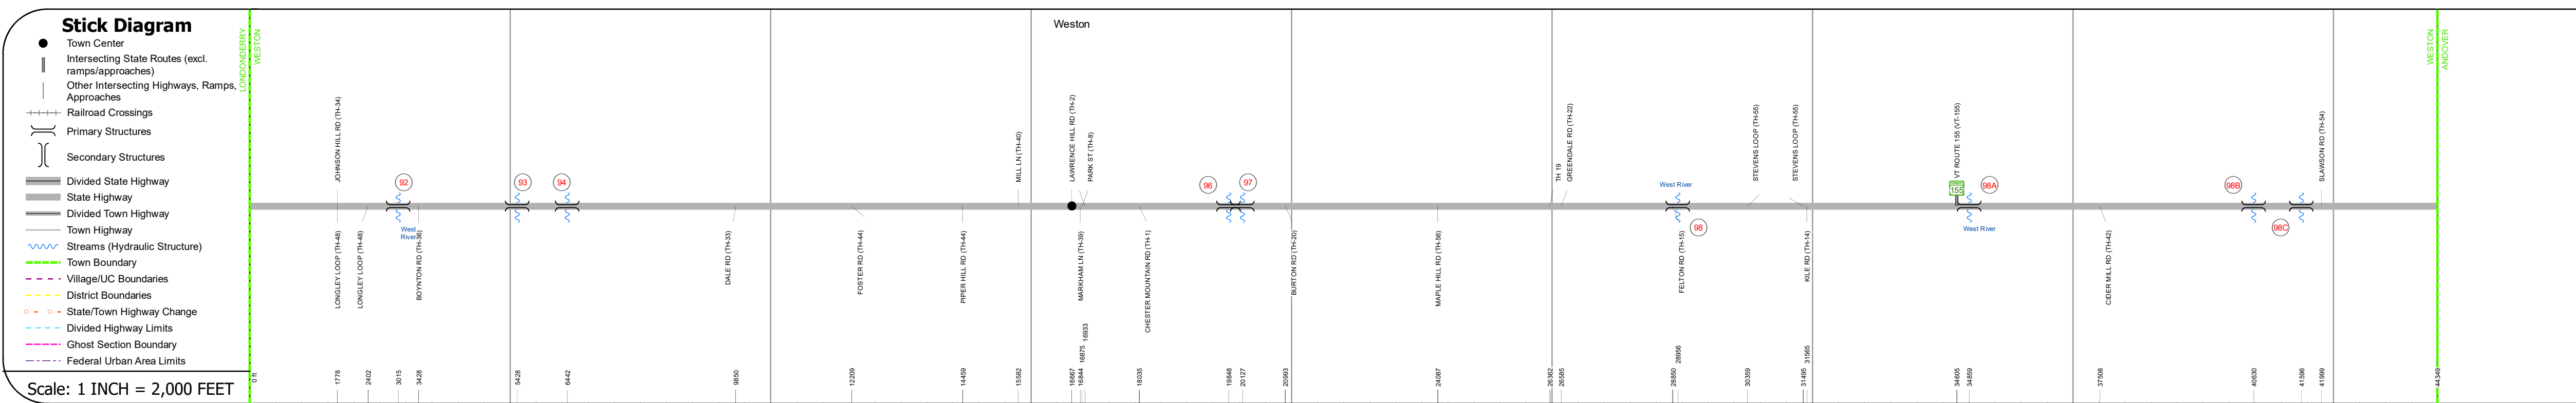 Stick Diagram
Town Center
Intersecting State Routes (excl.
ramps/approaches)
Other Intersecting Highways, Ramps,
Approaches
Railroad Crossings
Primary Structures
Secondary Structures
Divided State Highway
State Highway
Divided Town Highway
Town Highway
Streams (Hydraulic Structure)
Town Boundary
Village/UC Boundaries
District Boundaries
State/Town Highway Change
Divided Highway Limits
Ghost Section Boundary
Federal Urban Area Limits
Scale: 1 INCH = 2,000 FEET
LONDONDERRY
WESTON
Weston
WESTON
ANDOVER
JOHNSON HILL RD (TH-34)
MILL LN (TH-40)
LAWRENCE HILL RD (TH-2)
PARK ST (TH-8)
TH 19
GREENDALE RD (TH-22)
STEVENS LOOP (TH-55)
STEVENS LOOP (TH-55)
VT ROUTE 155 (VT-155)
SLAWSON RD (TH-54)
92
93
94
96
97
West River
98
155
98A
98B
98C
West
River
West River
LONGLEY LOOP (TH-48)
LONGLEY LOOP (TH-48)
BOYNTON RD (TH-36)
DALE RD (TH-33)
FOSTER RD (TH-44)
PIPER HILL RD (TH-44)
MARKHAM LN (TH-39)
CHESTER MOUNTAIN RD (TH-1)
BURTON RD (TH-20)
MAPLE HILL RD (TH-56)
FELTON RD (TH-15)
KILE RD (TH-14)
CIDER MILL RD (TH-42)
0 ft
1778
2402
3015
3428
5428
6442
9850
12209
14459
15582
16667
16844
16875
16933
18035
19848
20127
20993
24087
26362
26585
28850
28956
30359
31495
31565
34605
34859
37508
40630
41596
41999
44349